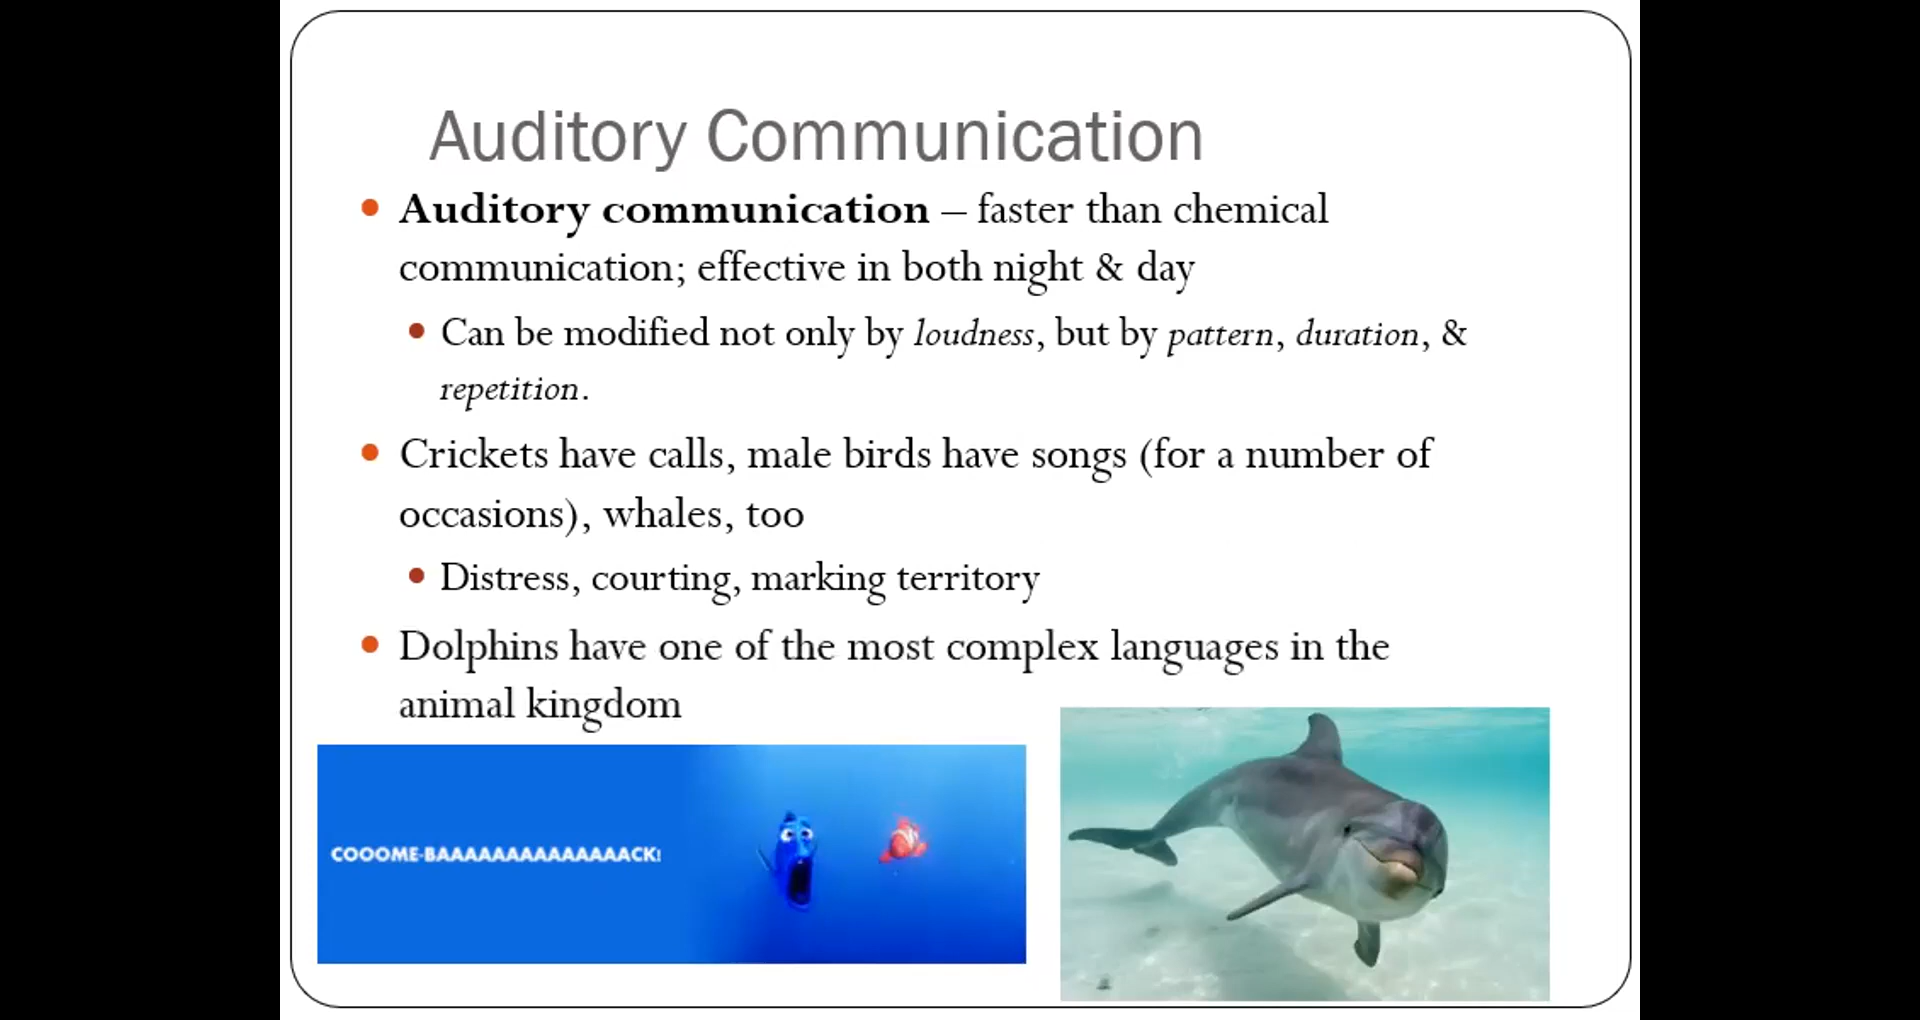 Auditory Communication
Auditory communication – faster than chemical
communication; effective in both night & day
Can be modified not only by loudness, but by pattern, duration, &
repetition.
Crickets have calls, male birds have songs (for a number of
occasions), whales, too
Distress, courting, marking territory
Dolphins have one of the most complex languages in the
animal kingdom
COOOME-BAAAAAAAAAAAAAACK!